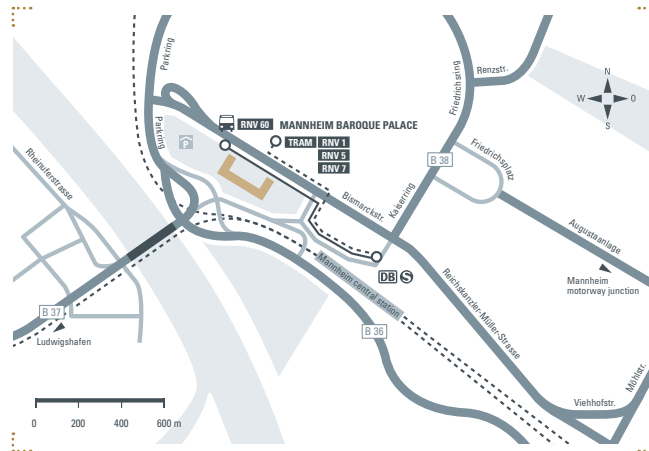 Parkring
Parkring
P
RNV 60
MANNHEIM BAROQUE PALACE
TRAM
RNV 1
RNV 5
RNV 7
Friedrichsring
Renzstr.
N
W
O
S
B 38
Friedrichsplatz
Kaiserring
Bismarckstr.
Augustaanlage
Mannheim
motorway junction
Rheinuferstrasse
DB
S
Mannheim central station
Reichskanzler-Müller-Strasse
B 37
Ludwigshafen
B 36
Viehhofstr.
Möhlstr.
0
200
400
600 m